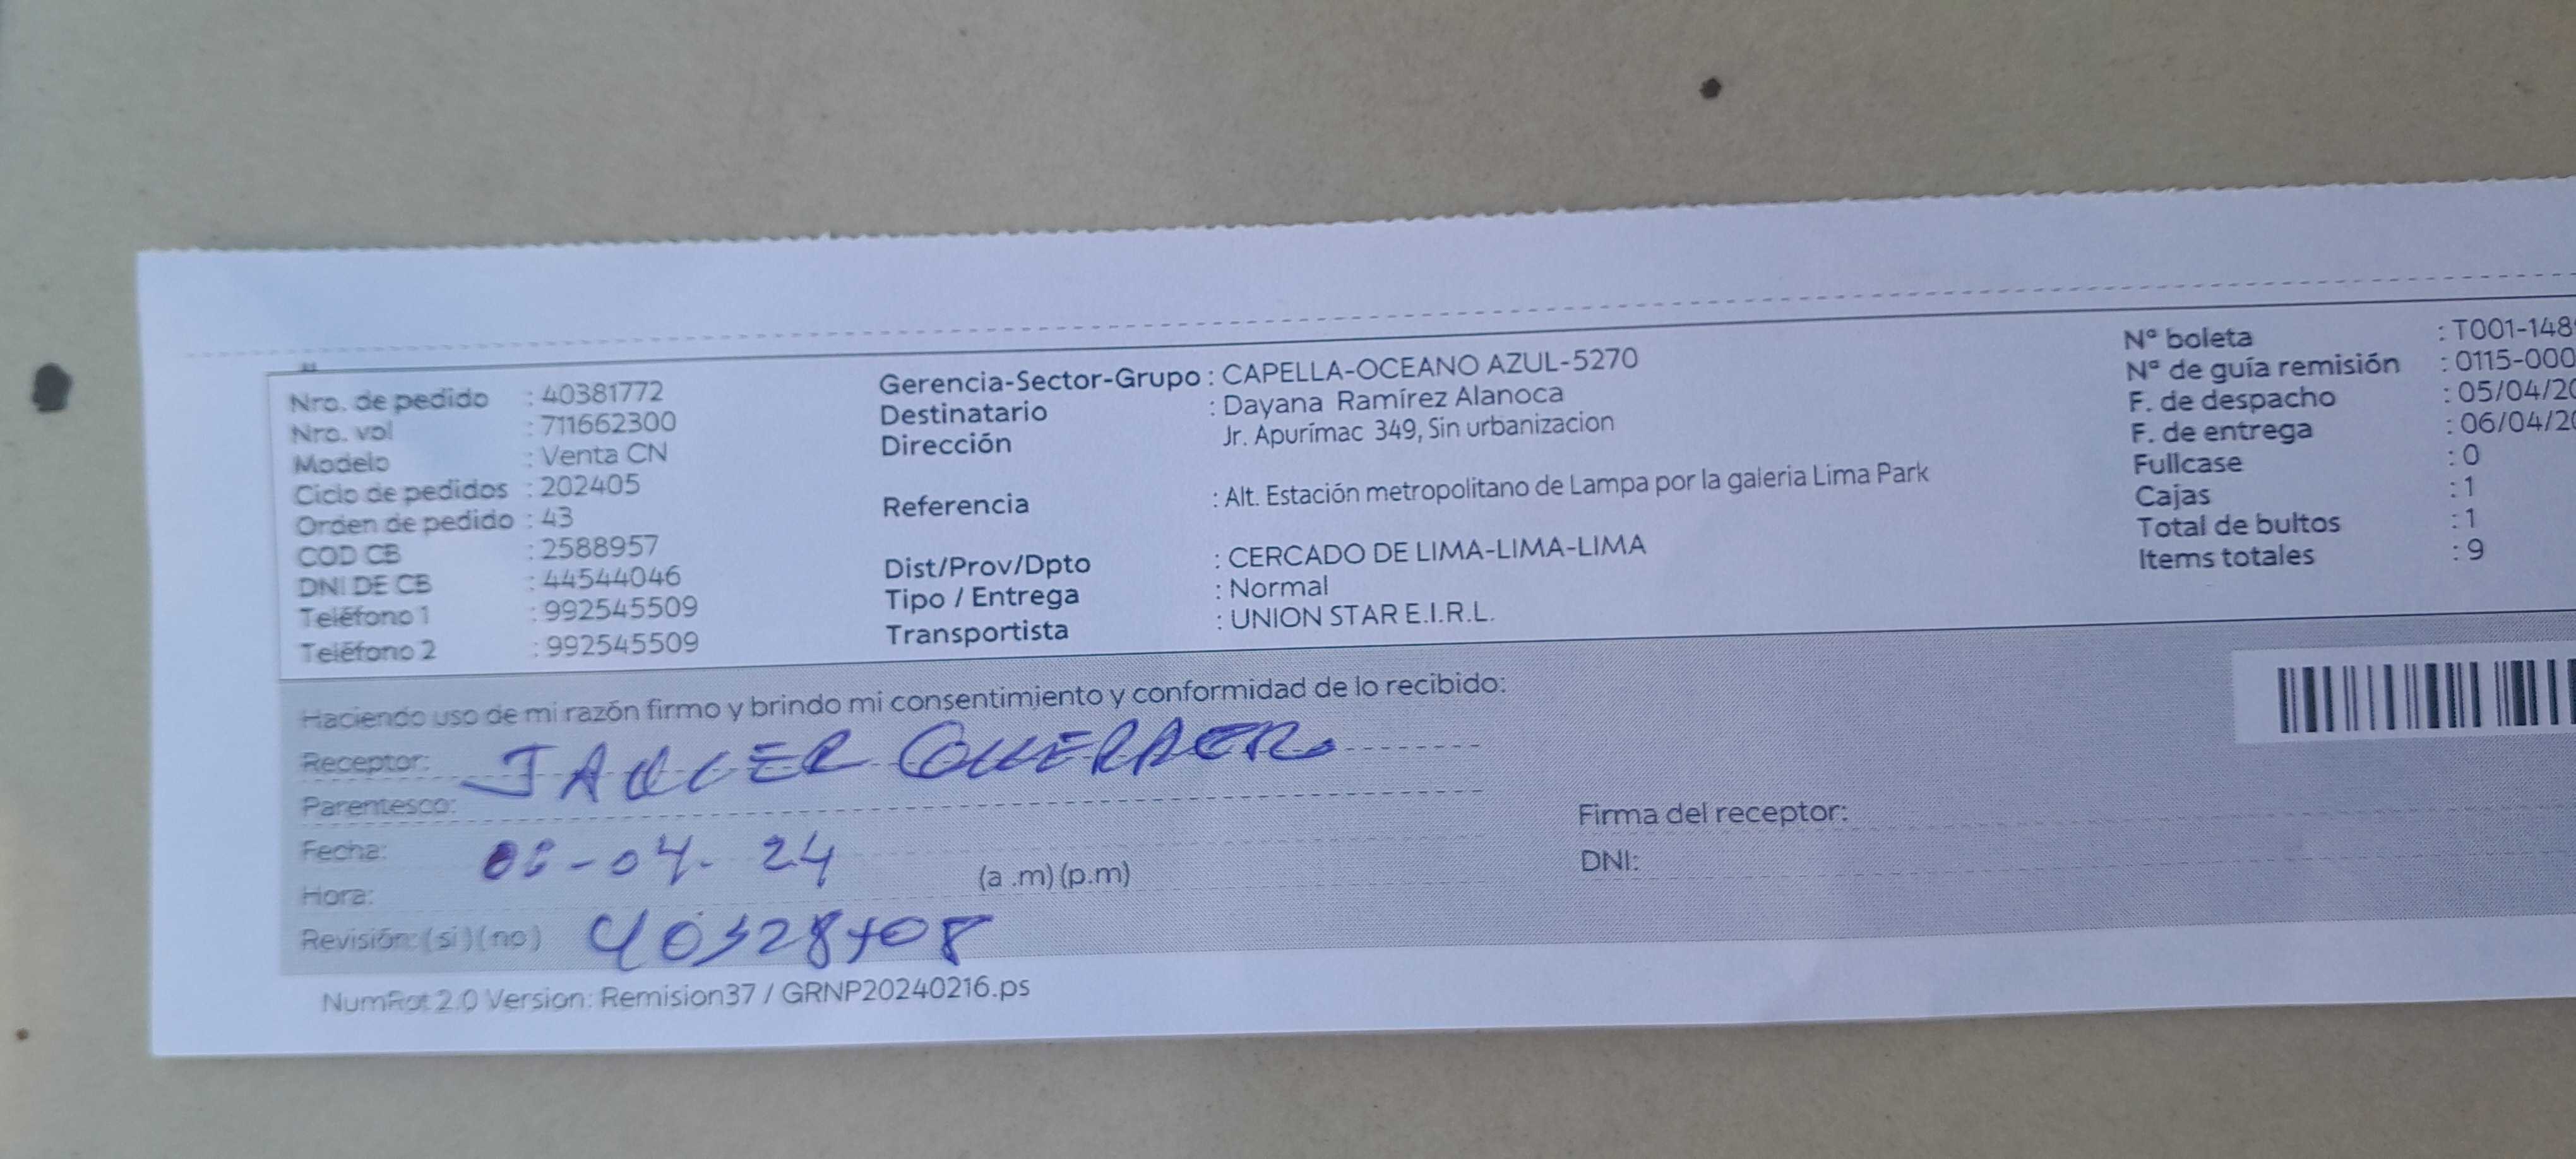 Nro. de pedido : 40381772
Nro. vol : 711662300
Modelo : Venta CN
Ciclo de pedidos : 202405
Orden de pedido : 43
COD CB : 2588957
DNI DE CB : 44544046
Teléfono 1 : 992545509
Teléfono 2 : 992545509
Gerencia-Sector-Grupo : CAPELLA-OCEANO AZUL-5270
Destinatario : Dayana Ramírez Alanoca
Dirección Jr. Apurímac 349, Sin urbanizacion
Referencia : Alt. Estación metropolitano de Lampa por la galeria Lima Park
Dist/Prov/Dpto : CERCADO DE LIMA-LIMA-LIMA
Tipo / Entrega : Normal
Transportista : UNION STAR E.I.R.L.
Nº boleta : T001-148
Nº de guía remisión : 0115-000
F. de despacho : 05/04/20
F. de entrega : 06/04/20
Fullcase : 0
Cajas : 1
Total de bultos : 1
Items totales : 9
Haciendo uso de mi razón firmo y brindo mi consentimiento y conformidad de lo recibido:
Receptor:
Parentesco:
Fecha: 06-04-24
Hora: (a .m) (p.m)
Revisión: (si) (no)
Firma del receptor:
DNI:
NumRot 2.0 Version: Remision37 / GRNP20240216.ps